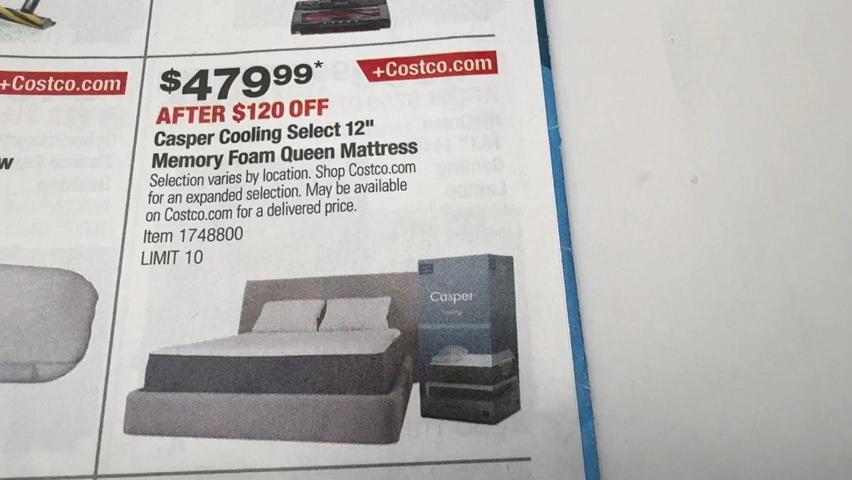 +Costco.com
w
$479.99*
+Costco.com
AFTER $120 OFF
Casper Cooling Select 12"
Memory Foam Queen Mattress
Selection varies by location. Shop Costco.com
for an expanded selection. May be available
on Costco.com for a delivered price.
Item 1748800
LIMIT 10
Casper